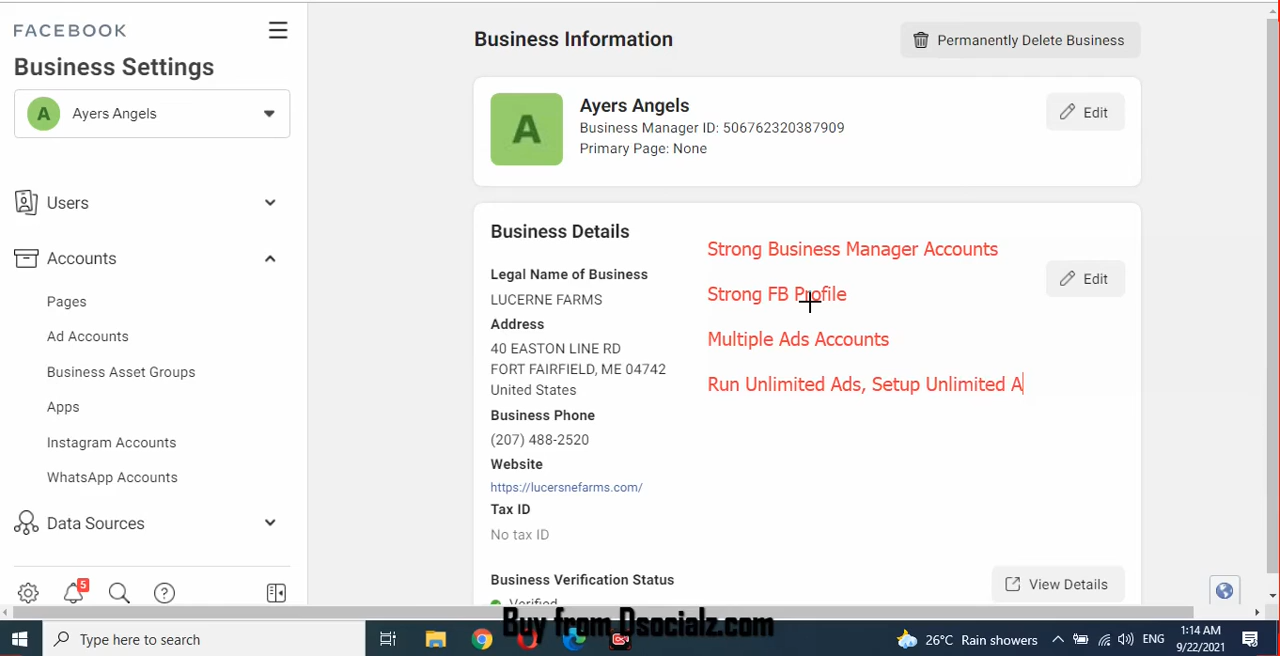 FACEBOOK
Business Settings
A
Ayers Angels
Users
Accounts
Pages
Ad Accounts
Business Asset Groups
Apps
Instagram Accounts
WhatsApp Accounts
Data Sources
5
Business Information
Permanently Delete Business
A
Ayers Angels
Business Manager ID: 506762320387909
Primary Page: None
Edit
Business Details
Edit
Legal Name of Business
LUCERNE FARMS
Address
40 EASTON LINE RD
FORT FAIRFIELD, ME 04742
United States
Business Phone
(207) 488-2520
Website
https://lucersnefarms.com/
Tax ID
No tax ID
Business Verification Status
Verified
View Details
Strong Business Manager Accounts
Strong FB Profile
Multiple Ads Accounts
Run Unlimited Ads, Setup Unlimited A
Buy from Dsocialz.com
Type here to search
26°C Rain showers
ENG
1:14 AM
9/22/2021